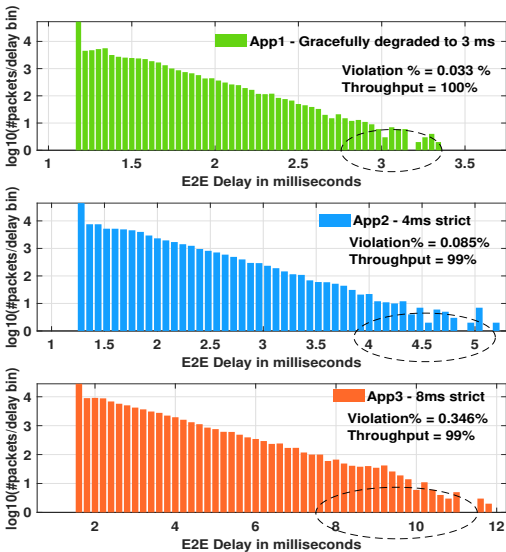 App1 - Gracefully degraded to 3 ms
Violation % = 0.033 %
Throughput = 100%
log10(#packets/delay bin)
4
3
2
1
0
1 1.5 2 2.5 3 3.5
E2E Delay in milliseconds
App2 - 4ms strict
Violation% = 0.085%
Throughput = 99%
log10(#packets/delay bin)
4
3
2
1
0
1 1.5 2 2.5 3 3.5 4 4.5 5
E2E Delay in milliseconds
App3 - 8ms strict
Violation% = 0.346%
Throughput = 99%
log10(#packets/delay bin)
4
3
2
1
0
2 4 6 8 10 12
E2E Delay in milliseconds